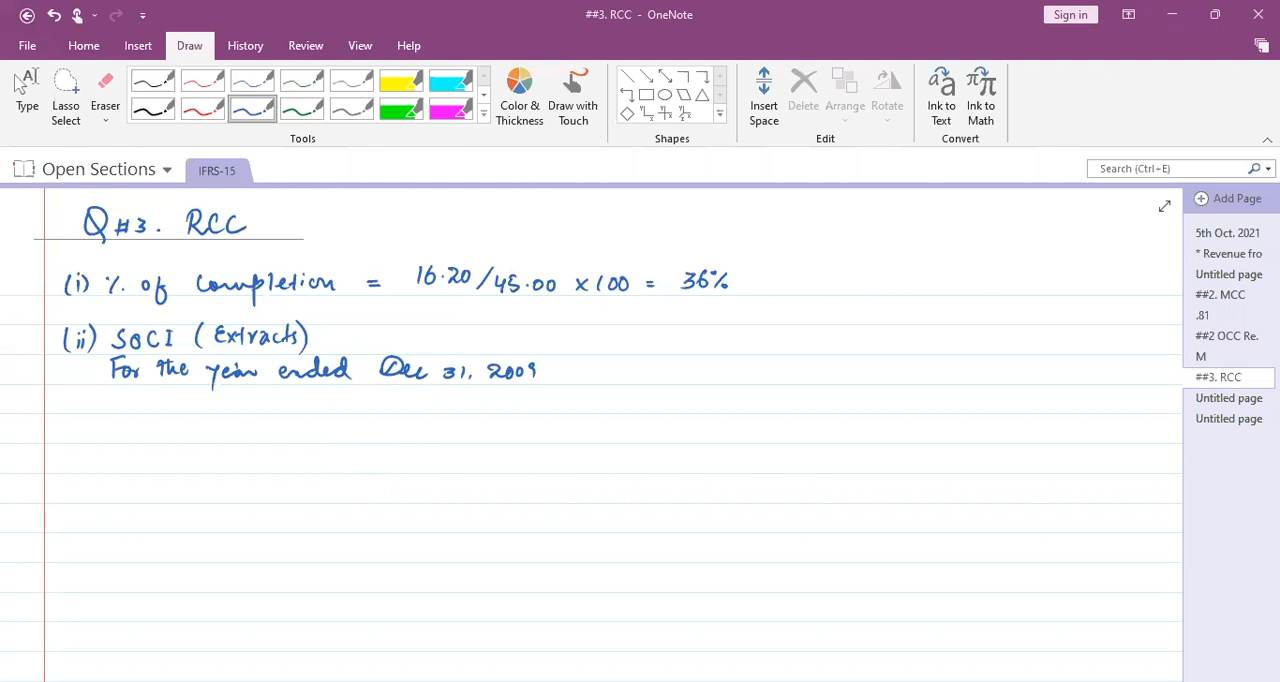 ##3. RCC - OneNote
Sign in
File Home Insert Draw History Review View Help
Type
Lasso Select
Eraser
Color & Thickness
Draw with Touch
Insert Space
Delete
Arrange
Rotate
Ink to Text
Ink to Math
Tools
Shapes
Edit
Convert
Open Sections
IFRS-15
Search (Ctrl+E)
Q#3. RCC
(i) % of completion = 16.20/45.00 x100 = 36%
(ii) SOCI (Extracts)
For the year ended Dec 31, 2009
Add Page
5th Oct. 2021
* Revenue fro
Untitled page
##2. MCC
.81
##2 OCC Re.
M
##3. RCC
Untitled page
Untitled page